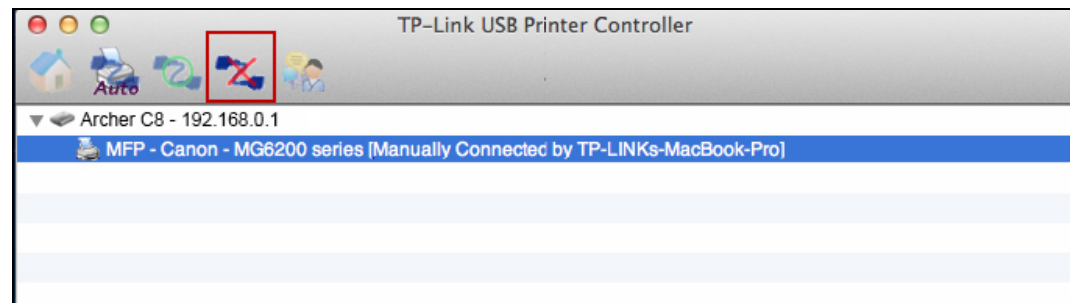 TP-Link USB Printer Controller
Auto
Archer C8 - 192.168.0.1
MFP - Canon - MG6200 series [Manually Connected by TP-LINKs-MacBook-Pro]